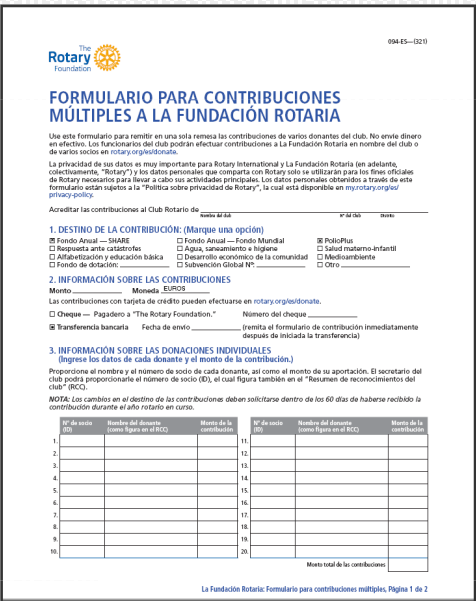 094-ES—(321)
The
Rotary
Foundation
FORMULARIO PARA CONTRIBUCIONES
MÚLTIPLES A LA FUNDACIÓN ROTARIA
Use este formulario para remitir en una sola remesa las contribuciones de varios donantes del club. No envíe dinero
en efectivo. Los funcionarios del club podrán efectuar contribuciones a La Fundación Rotaria en nombre del club o
de varios socios en rotary.org/es/donate.
La privacidad de sus datos es muy importante para Rotary International y La Fundación Rotaria (en adelante,
colectivamente, "Rotary") y los datos personales que comparta con Rotary solo se utilizarán para los fines oficiales
de Rotary necesarios para llevar a cabo sus actividades principales. Los datos personales obtenidos a través de este
formulario están sujetos a la "Política sobre privacidad de Rotary", la cual está disponible en my.rotary.org/es/
privacy-policy.
Acreditar las contribuciones al Club Rotario de
Nombre del club Nº del Club Distrito
1. DESTINO DE LA CONTRIBUCIÓN: (Marque una opción)
Fondo Anual — SHARE Fondo Anual — Fondo Mundial PolioPlus
Respuesta ante catástrofes Agua, saneamiento e higiene Salud materno-infantil
Alfabetización y educación básica Desarrollo económico de la comunidad Medioambiente
Fondo de dotación: Subvención Global Nº: Otro
2. INFORMACIÓN SOBRE LAS CONTRIBUCIONES
Monto Moneda EUROS
Las contribuciones con tarjeta de crédito pueden efectuarse en rotary.org/es/donate.
Cheque — Pagadero a "The Rotary Foundation." Número del cheque
Transferencia bancaria Fecha de envío (remita el formulario de contribución inmediatamente
después de iniciada la transferencia)
3. INFORMACIÓN SOBRE LAS DONACIONES INDIVIDUALES
(Ingrese los datos de cada donante y el monto de la contribución.)
Proporcione el nombre y el número de socio de cada donante, así como el monto de su aportación. El secretario del
club podrá proporcionarle el número de socio (ID), el cual figura también en el "Resumen de reconocimientos del
club" (RCC).
NOTA: Los cambios en el destino de las contribuciones deben solicitarse dentro de los 60 días de haberse recibido la
contribución durante el año rotario en curso.
Nº de socio Nombre del donante Monto de la Nº de socio Nombre del donante Monto de la
(ID) (como figura en el RCC) contribución (ID) (como figura en el RCC) contribución
1. 11.
2. 12.
3. 13.
4. 14.
5. 15.
6. 16.
7. 17.
8. 18.
9. 19.
10. 20.
Monto total de las contribuciones
La Fundación Rotaria: Formulario para contribuciones múltiples, Página 1 de 2